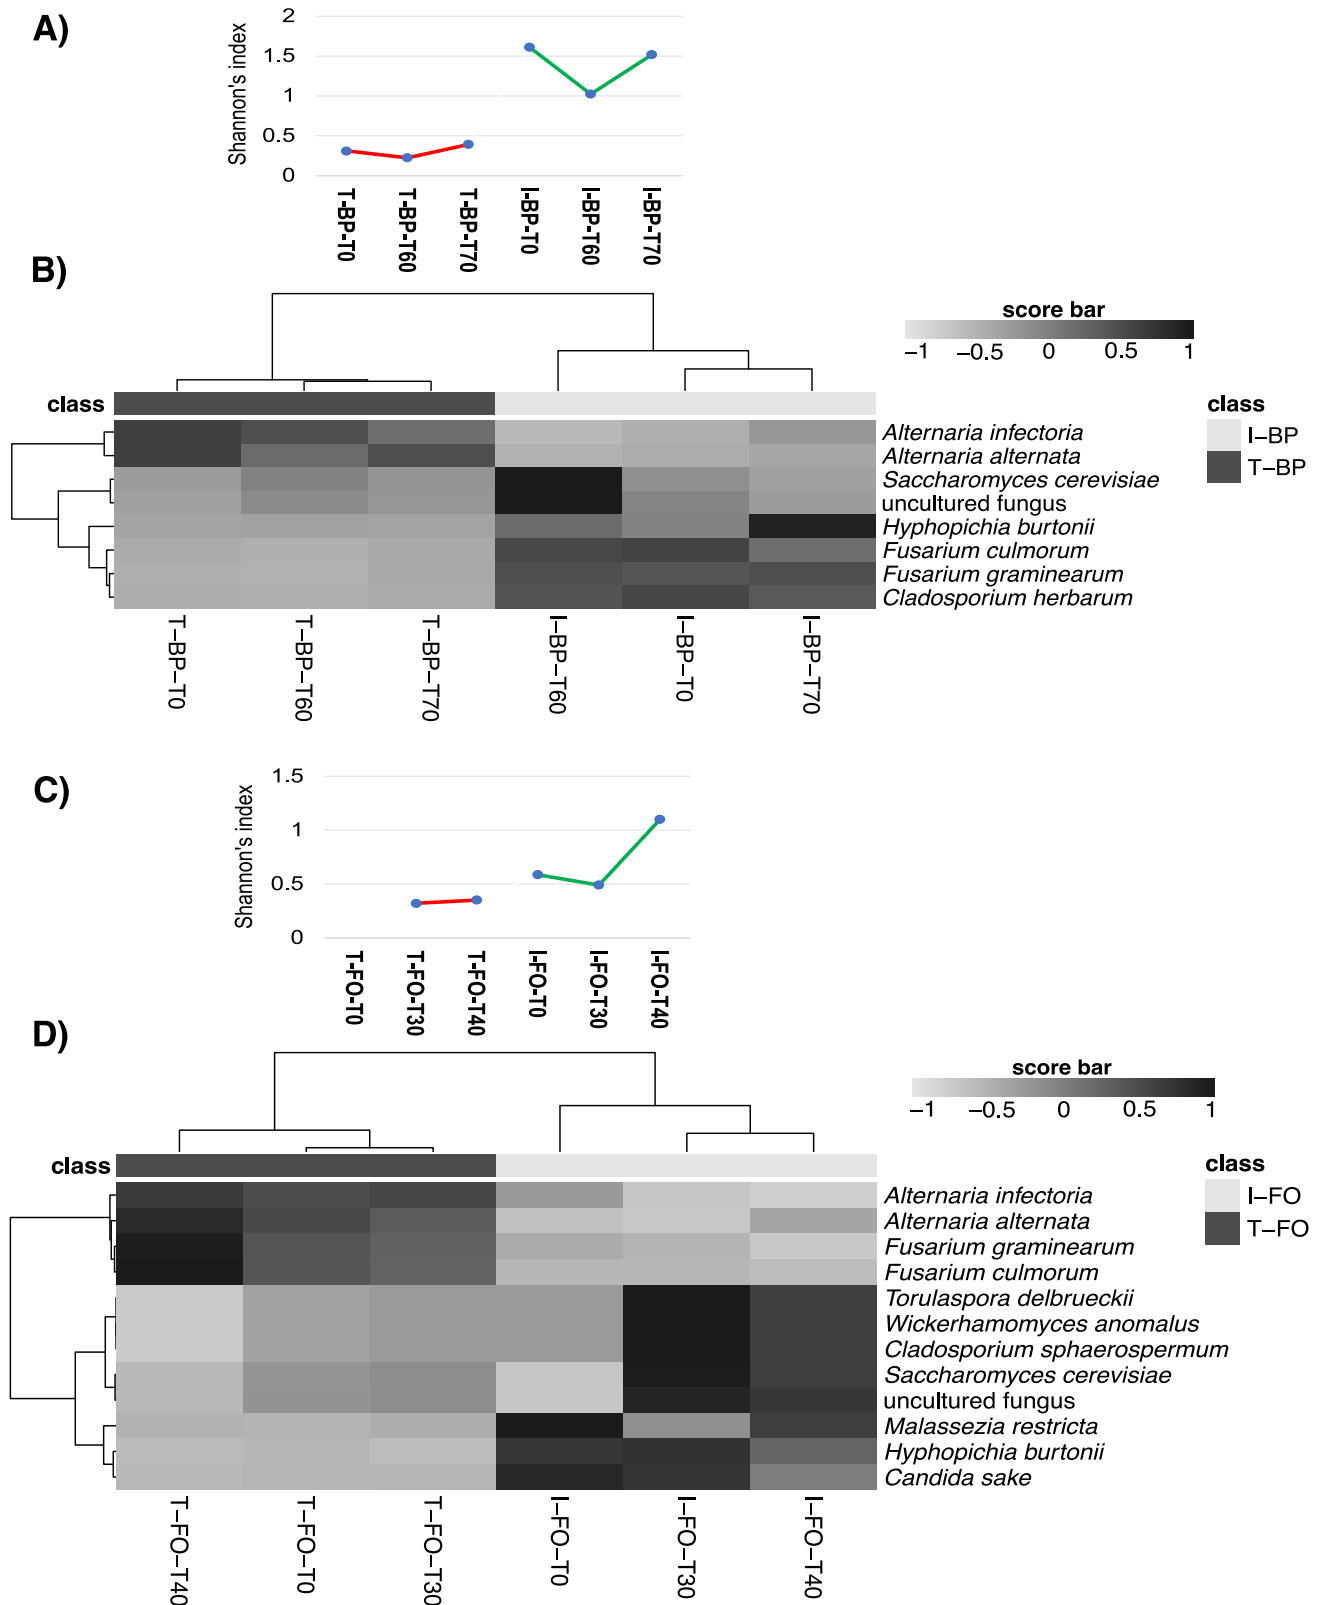 A)
Shannon's index
2
1.5
1
0.5
0
T-BP-T0
T-BP-T60
T-BP-T70
I-BP-T0
I-BP-T60
I-BP-T70
B)
score bar
−1 −0.5 0 0.5 1
class
class
I−BP
T−BP
Alternaria infectoria
Alternaria alternata
Saccharomyces cerevisiae
uncultured fungus
Hyphopichia burtonii
Fusarium culmorum
Fusarium graminearum
Cladosporium herbarum
T−BP−T0
T−BP−T60
T−BP−T70
I−BP−T60
I−BP−T0
I−BP−T70
C)
Shannon's index
1.5
1
0.5
0
T-FO-T0
T-FO-T30
T-FO-T40
I-FO-T0
I-FO-T30
I-FO-T40
D)
score bar
−1 −0.5 0 0.5 1
class
class
I−FO
T−FO
Alternaria infectoria
Alternaria alternata
Fusarium graminearum
Fusarium culmorum
Torulaspora delbrueckii
Wickerhamomyces anomalus
Cladosporium sphaerospermum
Saccharomyces cerevisiae
uncultured fungus
Malassezia restricta
Hyphopichia burtonii
Candida sake
T−FO−T40
T−FO−T0
T−FO−T30
I−FO−T0
I−FO−T30
I−FO−T40